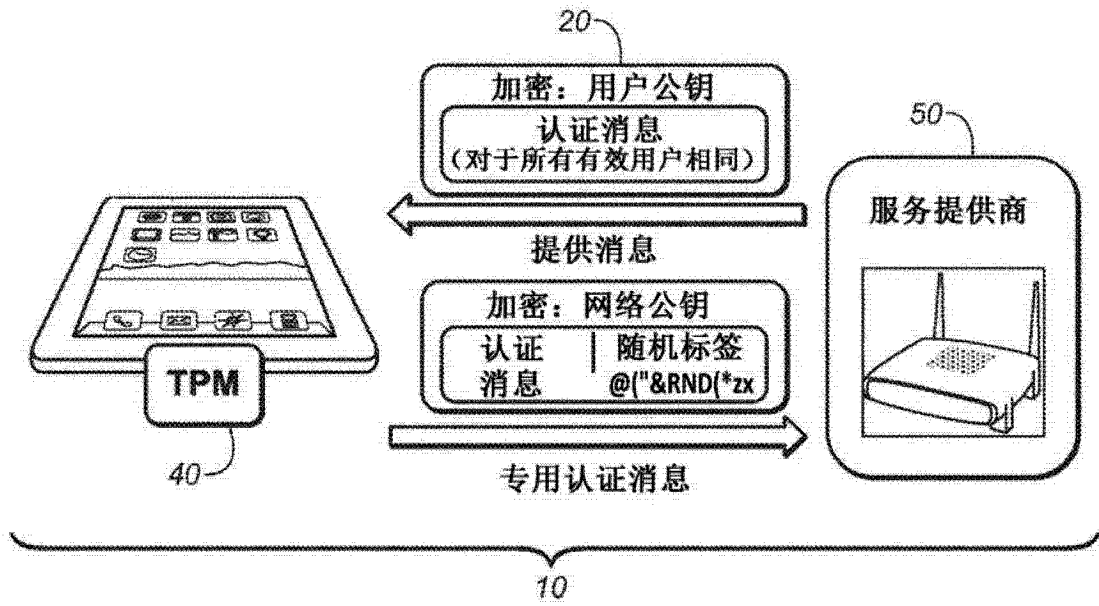 20
加密：用户公钥
认证消息
（对于所有有效用户相同）
50
服务提供商
提供消息
加密：网络公钥
认证 | 随机标签
消息 @("&RND(*zx
TPM
40
专用认证消息
10